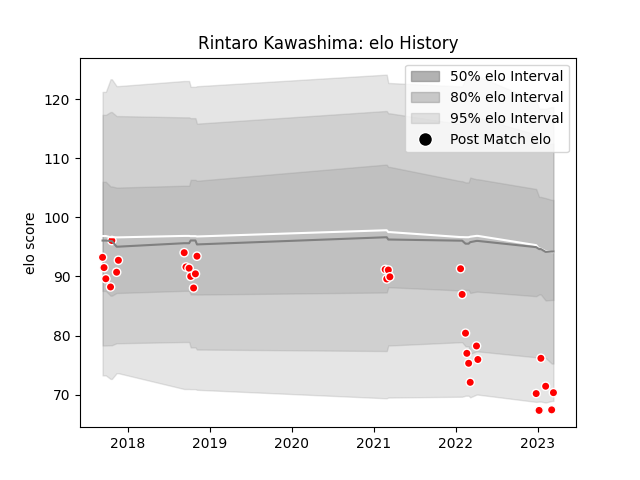 Rintaro Kawashima: elo History
50% elo Interval
80% elo Interval
95% elo Interval
Post Match elo
elo score
120
110
100
90
80
70
2018
2019
2020
2021
2022
2023